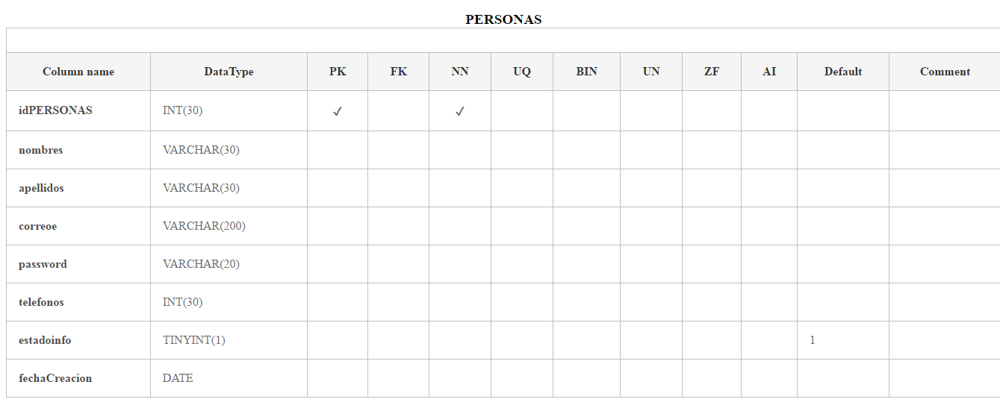 PERSONAS
Column name DataType PK FK NN UQ BIN UN ZF AI Default Comment
idPERSONAS INT(30) ✓ ✓
nombres VARCHAR(30)
apellidos VARCHAR(30)
correoe VARCHAR(200)
password VARCHAR(20)
telefonos INT(30)
estadoinfo TINYINT(1) 1
fechaCreacion DATE